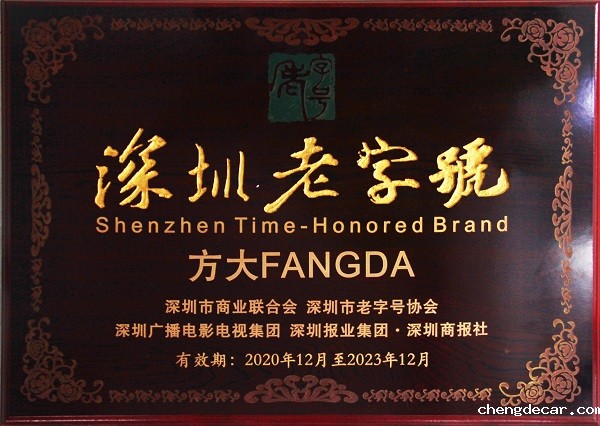 字号
深圳老字號
Shenzhen Time-Honored Brand
方大FANGDA
深圳市商业联合会 深圳市老字号协会
深圳广播电影电视集团 深圳报业集团·深圳商报社
有效期：2020年12月至2023年12月
chengdecar.com